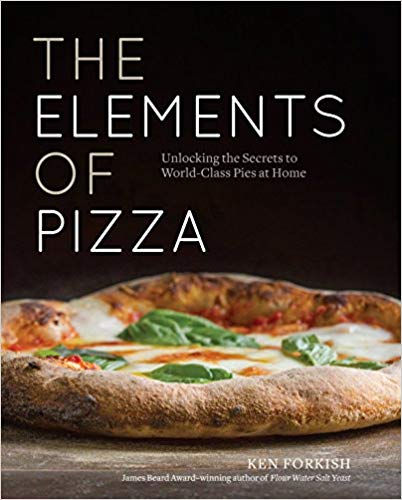 THE
ELEMENTS
OF
PIZZA
Unlocking the Secrets to
World-Class Pies at Home
KEN FORKISH
James Beard Award–winning author of Flour Water Salt Yeast